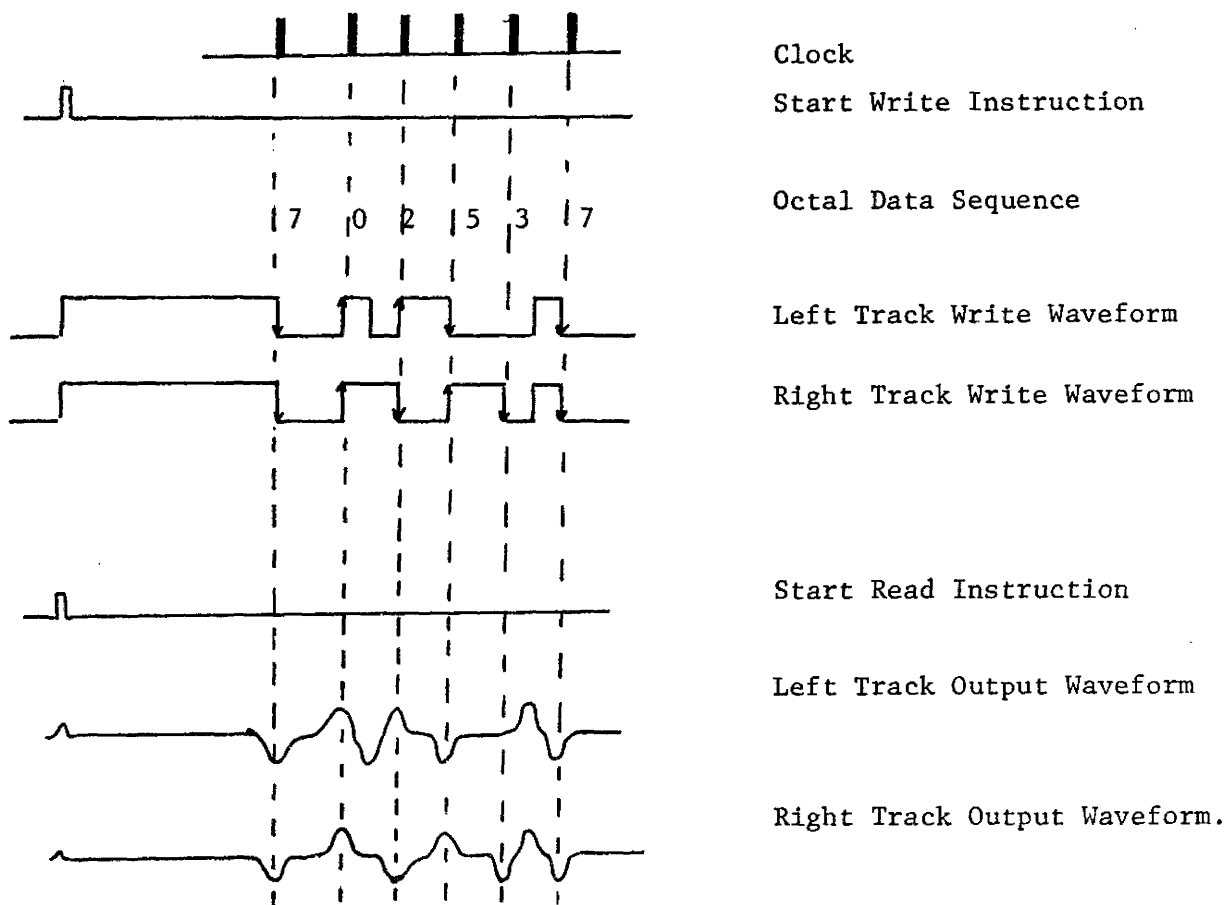 Clock
Start Write Instruction
7 0 2 5 3 7
Octal Data Sequence
Left Track Write Waveform
Right Track Write Waveform
Start Read Instruction
Left Track Output Waveform
Right Track Output Waveform.